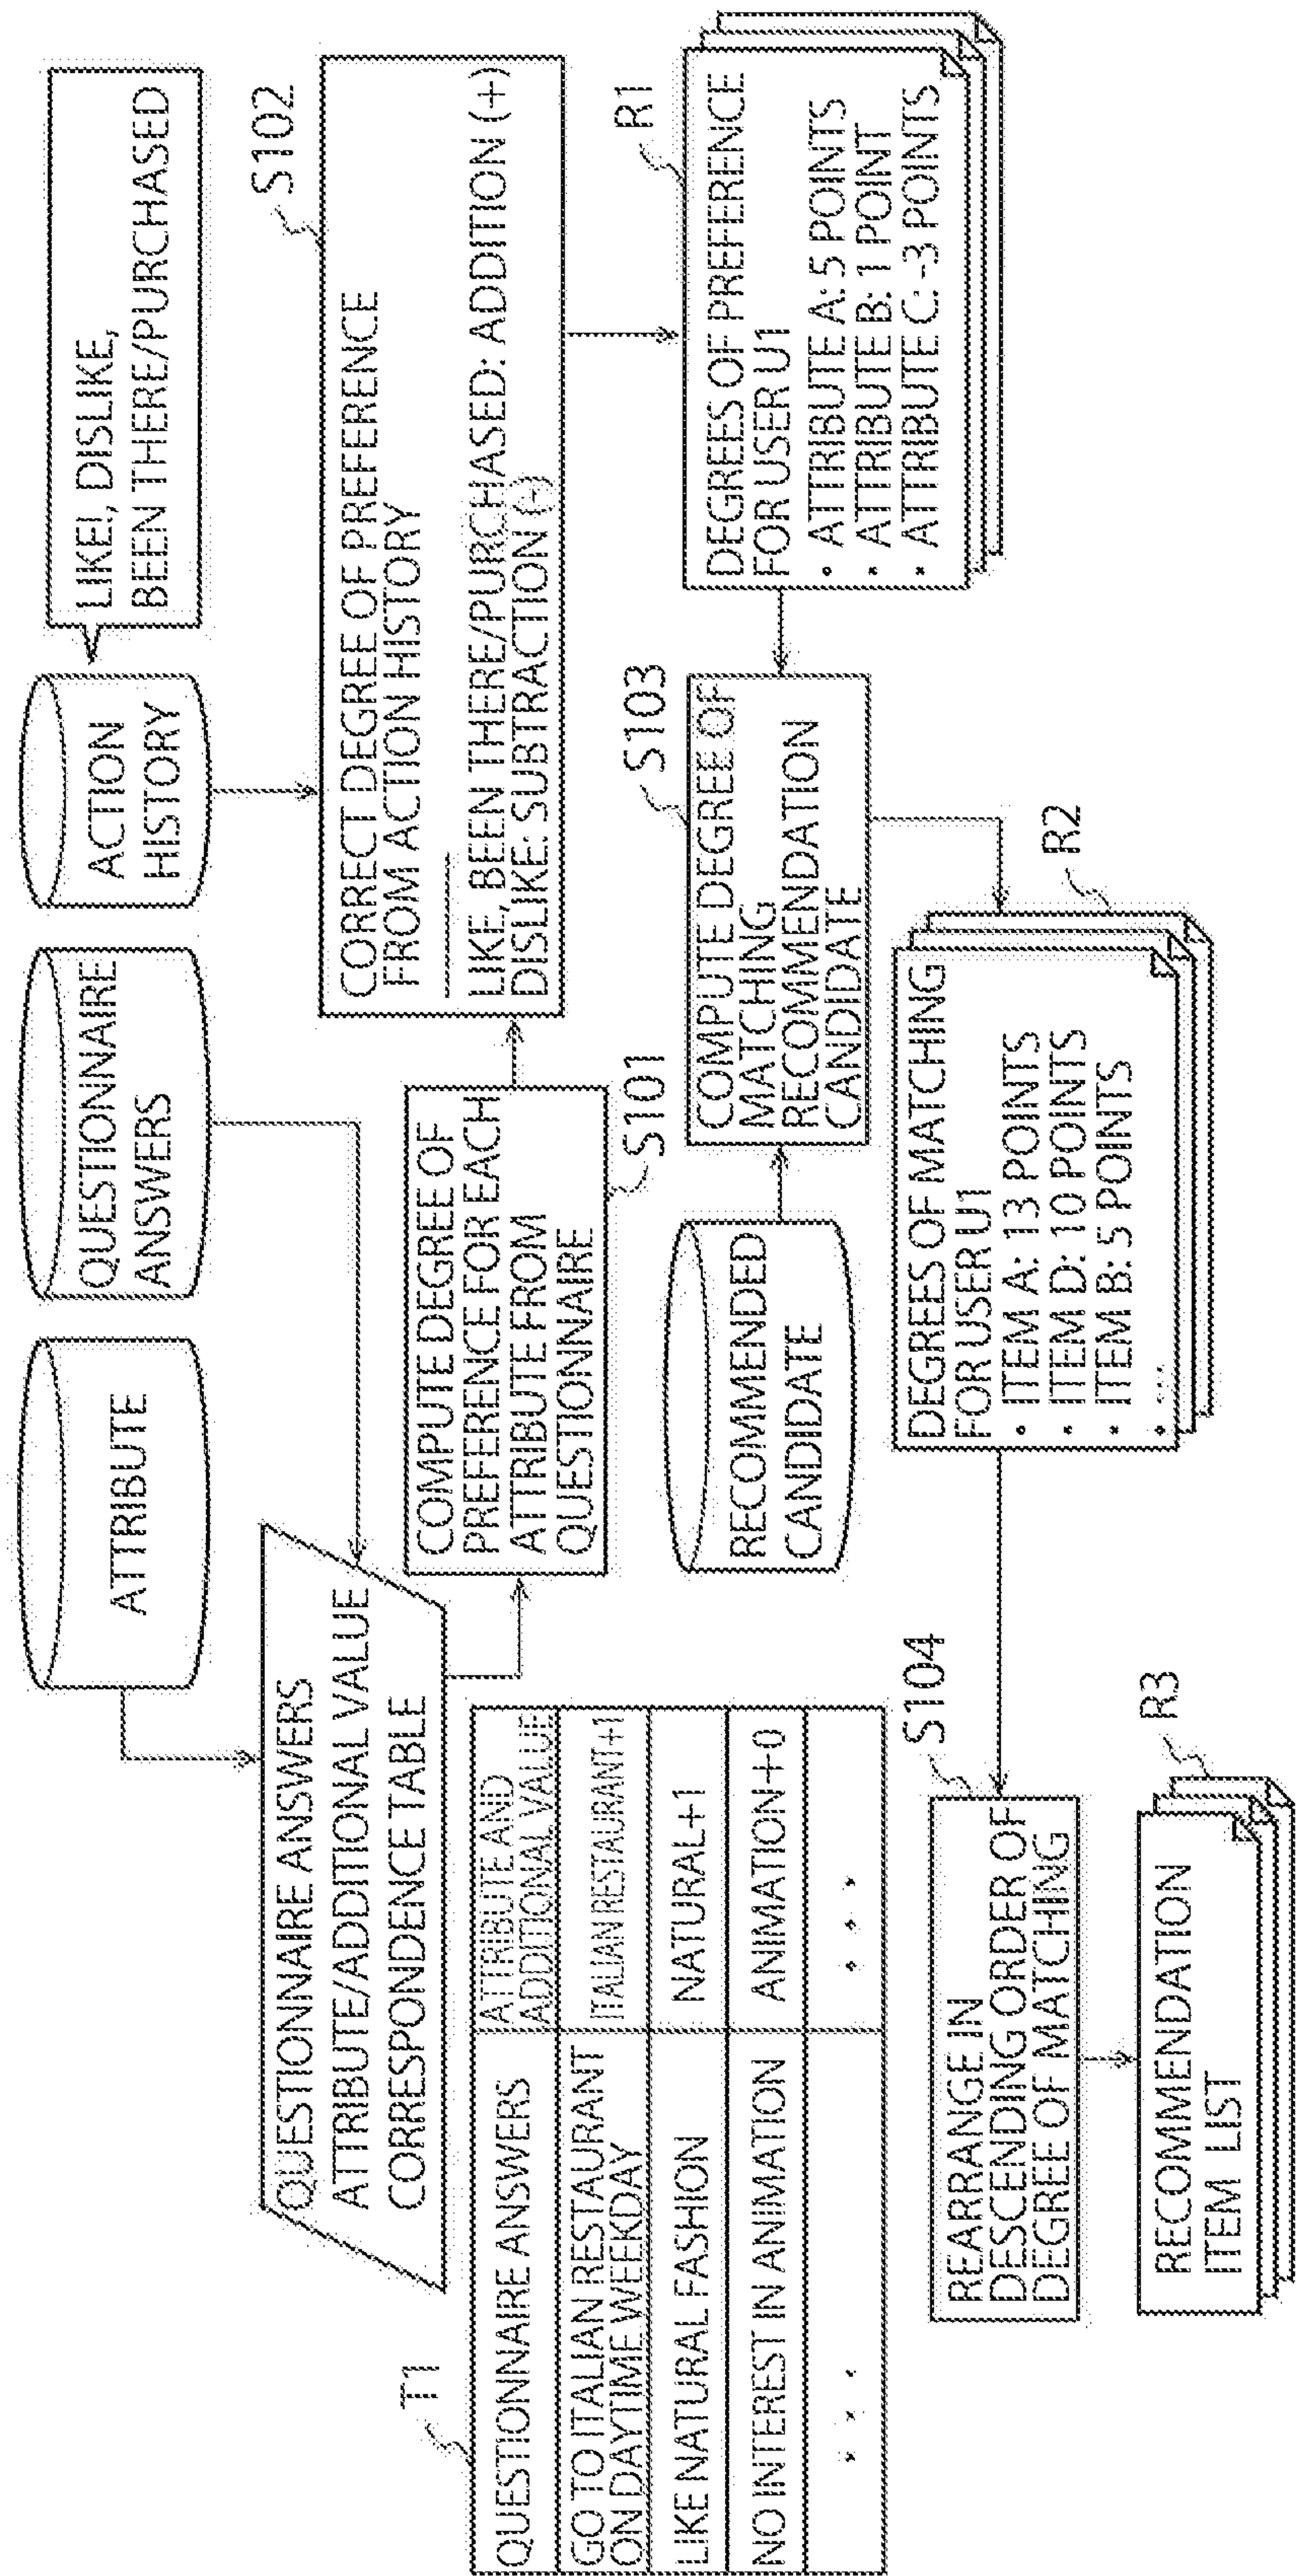 ATTRIBUTE
QUESTIONNAIRE
ANSWERS
ACTION
HISTORY
LIKE!, DISLIKE,
BEEN THERE/PURCHASED
QUESTIONNAIRE ANSWERS
ATTRIBUTE/ADDITIONAL VALUE
CORRESPONDENCE TABLE
S102
CORRECT DEGREE OF PREFERENCE
FROM ACTION HISTORY
LIKE, BEEN THERE/PURCHASED: ADDITION (+)
DISLIKE: SUBTRACTION (-)
COMPUTE DEGREE OF
PREFERENCE FOR EACH
ATTRIBUTE FROM
QUESTIONNAIRE
S101
T1
QUESTIONNAIRE ANSWERS
ATTRIBUTE AND
ADDITIONAL VALUE
GO TO ITALIAN RESTAURANT
ON DAYTIME WEEKDAY
ITALIAN RESTAURANT+1
LIKE NATURAL FASHION
NATURAL+1
NO INTEREST IN ANIMATION
ANIMATION+0
• • •
• • •
R1
DEGREES OF PREFERENCE
FOR USER U1
• ATTRIBUTE A: 5 POINTS
• ATTRIBUTE B: 1 POINT
• ATTRIBUTE C: -3 POINTS
S103
COMPUTE DEGREE OF
MATCHING
RECOMMENDATION
CANDIDATE
RECOMMENDED
CANDIDATE
R2
DEGREES OF MATCHING
FOR USER U1
• ITEM A: 13 POINTS
• ITEM D: 10 POINTS
• ITEM B: 5 POINTS
• ...
S104
REARRANGE IN
DESCENDING ORDER OF
DEGREE OF MATCHING
R3
RECOMMENDATION
ITEM LIST